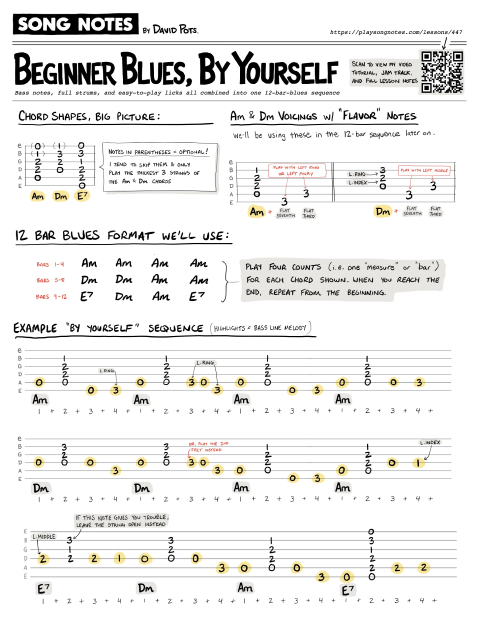 SONG NOTES BY DAVID POTS. https://playsongnotes.com/lessons/447
BEGINNER BLUES, BY YOURSELF
SCAN TO VIEW MY VIDEO
TUTORIAL, JAM TRACK,
AND FULL LESSON NOTES
Bass notes, full strums, and easy-to-play licks all combined into one 12-bar-blues sequence
CHORD SHAPES, BIG PICTURE:
NOTES IN PARENTHESES = OPTIONAL!
I TEND TO SKIP THEM & ONLY
PLAY THE THICKEST 3 STRINGS OF
THE Am & Dm CHORDS
Am Dm E7
Am & Dm VOICINGS W/ "FLAVOR" NOTES
We'll be using these in the 12-bar sequence later on.
PLAY WITH LEFT RING
OR LEFT PINKY
Am + FLAT SEVENTH FLAT THIRD
L.RING
L.INDEX
PLAY WITH LEFT MIDDLE
Dm + FLAT SEVENTH FLAT THIRD
12 BAR BLUES FORMAT WE'LL USE:
BARS 1-4 Am Am Am Am
BARS 5-8 Dm Dm Am Am
BARS 9-12 E7 Dm Am E7
PLAY FOUR COUNTS (i.e. one "measure" or "bar")
FOR EACH CHORD SHOWN. WHEN YOU REACH THE
END, REPEAT FROM THE BEGINNING.
EXAMPLE "BY YOURSELF" SEQUENCE (HIGHLIGHTS = BASS LINE MELODY)
L.RING L.RING
Am Am Am Am
1 + 2 + 3 + 4 + 1 + 2 + 3 + 4 + 1 + 2 + 3 + 4 + 1 + 2 + 3 + 4 +
OR, PLAY THE 2ND
FRET INSTEAD
L.INDEX
Dm Dm Am Am
1 + 2 + 3 + 4 + 1 + 2 + 3 + 4 + 1 + 2 + 3 + 4 + 1 + 2 + 3 + 4 +
IF THIS NOTE GIVES YOU TROUBLE,
LEAVE THE STRING OPEN INSTEAD
L.MIDDLE
E7 Dm Am E7
1 + 2 + 3 + 4 + 1 + 2 + 3 + 4 + 1 + 2 + 3 + 4 + 1 + 2 + 3 + 4 +